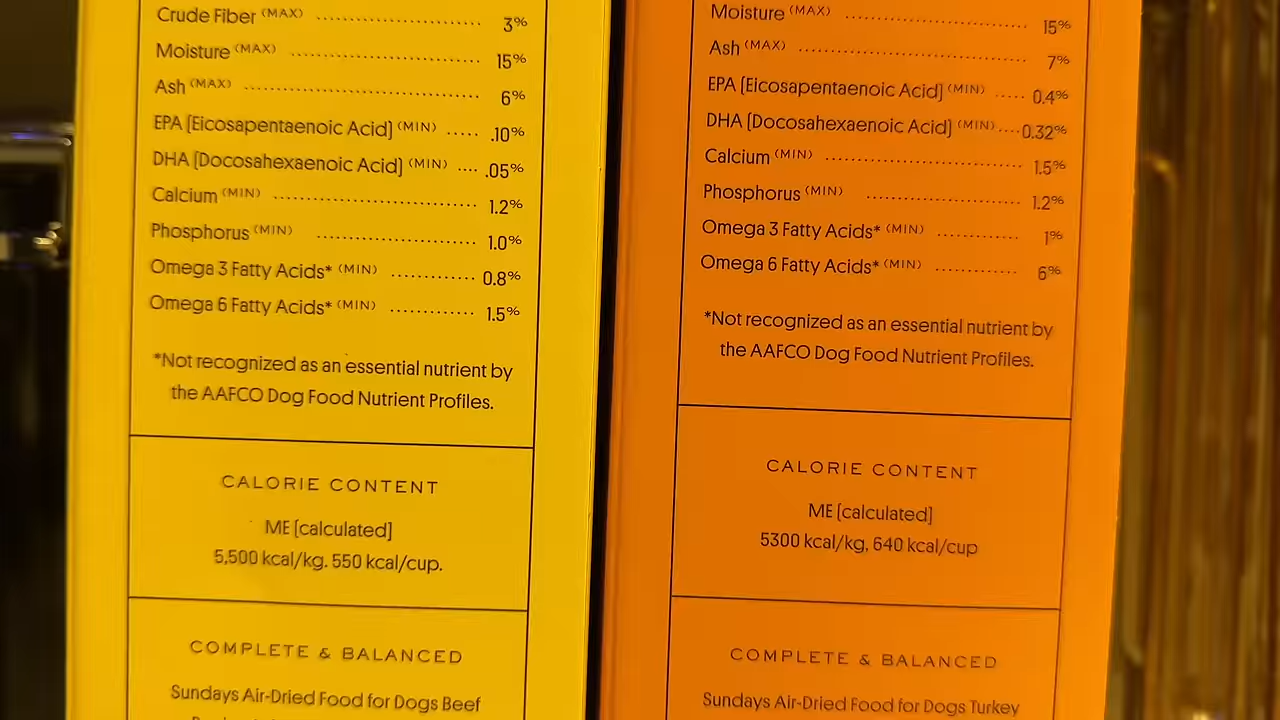 Crude Fiber (MAX) ........................ 3%
Moisture (MAX) ........................ 15%
Ash (MAX) ........................ 6%
EPA [Eicosapentaenoic Acid] (MIN) ..... .10%
DHA [Docosahexaenoic Acid] (MIN) .... .05%
Calcium (MIN) ........................ 1.2%
Phosphorus (MIN) ........................ 1.0%
Omega 3 Fatty Acids* (MIN) ............ 0.8%
Omega 6 Fatty Acids* (MIN) ............ 1.5%
*Not recognized as an essential nutrient by
the AAFCO Dog Food Nutrient Profiles.
CALORIE CONTENT
ME [calculated]
5,500 kcal/kg. 550 kcal/cup.
COMPLETE & BALANCED
Sundays Air-Dried Food for Dogs Beef
Moisture (MAX) ........................ 15%
Ash (MAX) ........................ 7%
EPA [Eicosapentaenoic Acid] (MIN) ..... 0.4%
DHA [Docosahexaenoic Acid] (MIN) .... 0.32%
Calcium (MIN) ........................ 1.5%
Phosphorus (MIN) ........................ 1.2%
Omega 3 Fatty Acids* (MIN) ............ 1%
Omega 6 Fatty Acids* (MIN) ............ 6%
*Not recognized as an essential nutrient by
the AAFCO Dog Food Nutrient Profiles.
CALORIE CONTENT
ME [calculated]
5300 kcal/kg, 640 kcal/cup
COMPLETE & BALANCED
Sundays Air-Dried Food for Dogs Turkey